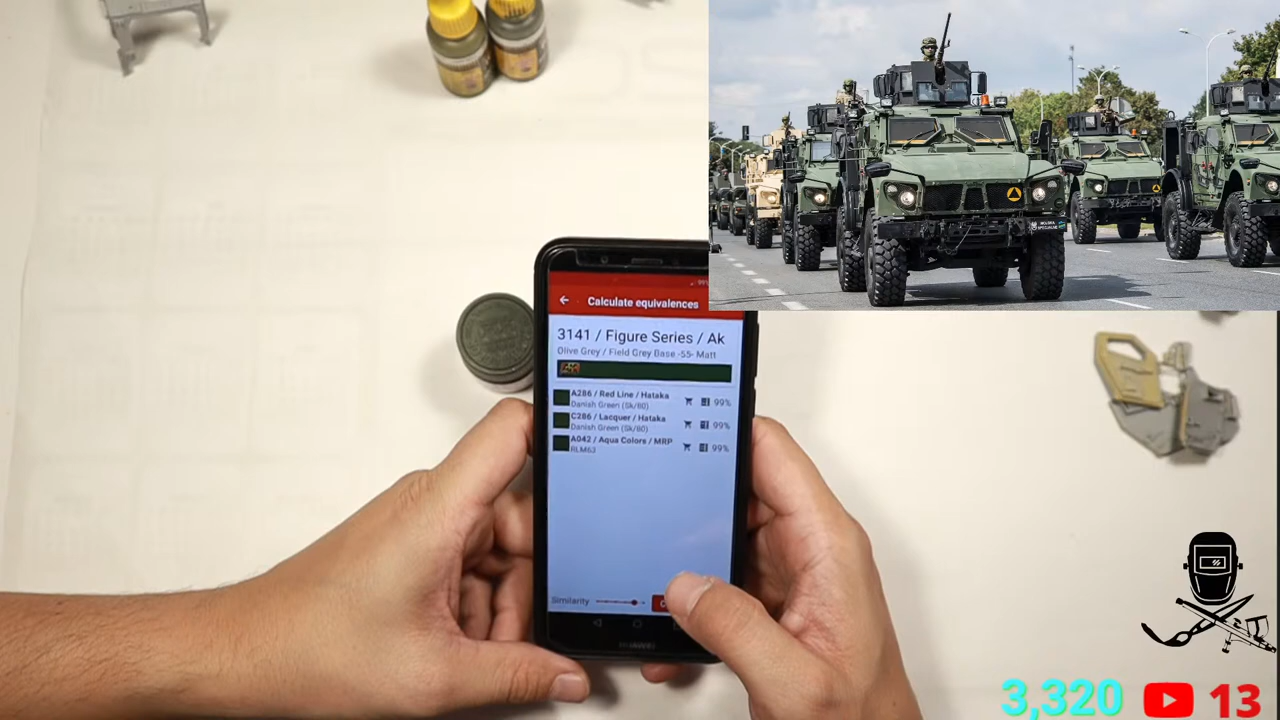 Calculate equivalences
3141 / Figure Series / Ak
Olive Grey / Field Grey Base -55- Matt
A286 / Red Line / Hataka
Danish Green (Sk/60)
99%
C286 / Lacquer / Hataka
Danish Green (Sk/80)
99%
A042 / Aqua Colors / MRP
RLM63
99%
Similarity
HUAWEI
3,320
13